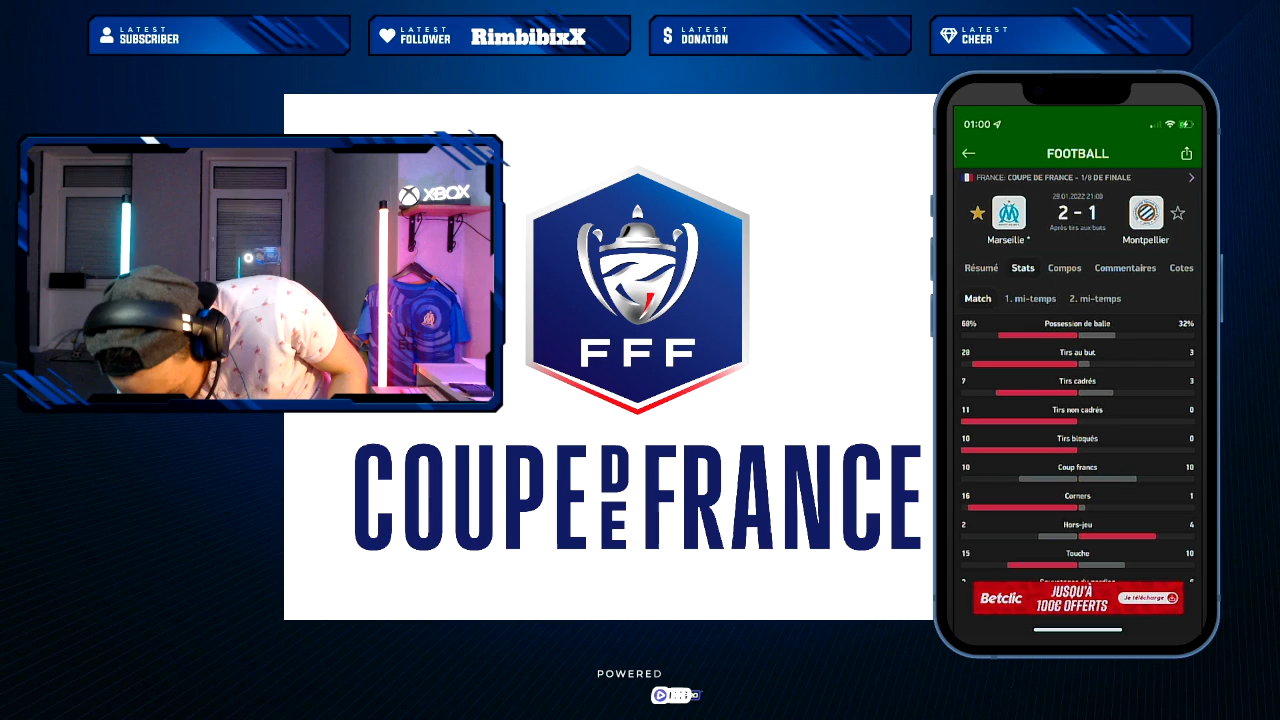 LATEST
SUBSCRIBER
LATEST
FOLLOWER
RimbibixX
LATEST
DONATION
LATEST
CHEER
XBOX
FFF
COUPE DE FRANCE
01:00
FOOTBALL
FRANCE: COUPE DE FRANCE - 1/8 DE FINALE
29.01.2022 21:00
2 - 1
Après tirs aux buts
Marseille *
Montpellier
Résumé Stats Compos Commentaires Cotes
Match 1. mi-temps 2. mi-temps
68% Possession de balle 32%
28 Tirs au but 3
7 Tirs cadrés 3
11 Tirs non cadrés 0
10 Tirs bloqués 0
10 Coup francs 10
16 Corners 1
2 Hors-jeu 4
15 Touche 10
Betclic
JUSQU'À
100€ OFFERTS
Je télécharge
POWERED